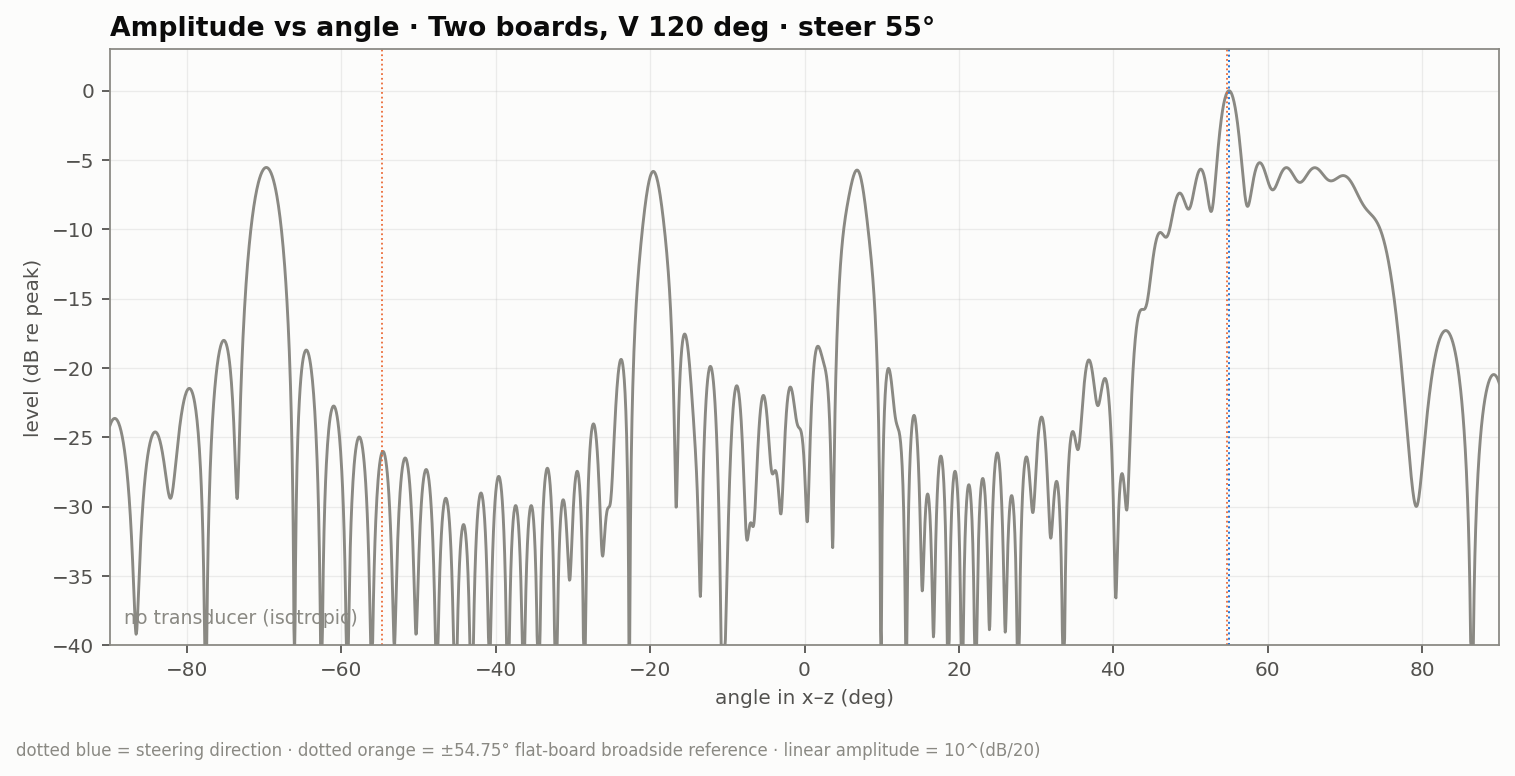 Amplitude vs angle · Two boards, V 120 deg · steer 55°
level (dB re peak)
0
−5
−10
−15
−20
−25
−30
−35
−40
no transducer (isotropic)
−80 −60 −40 −20 0 20 40 60 80
angle in x–z (deg)
dotted blue = steering direction · dotted orange = ±54.75° flat-board broadside reference · linear amplitude = 10^(dB/20)